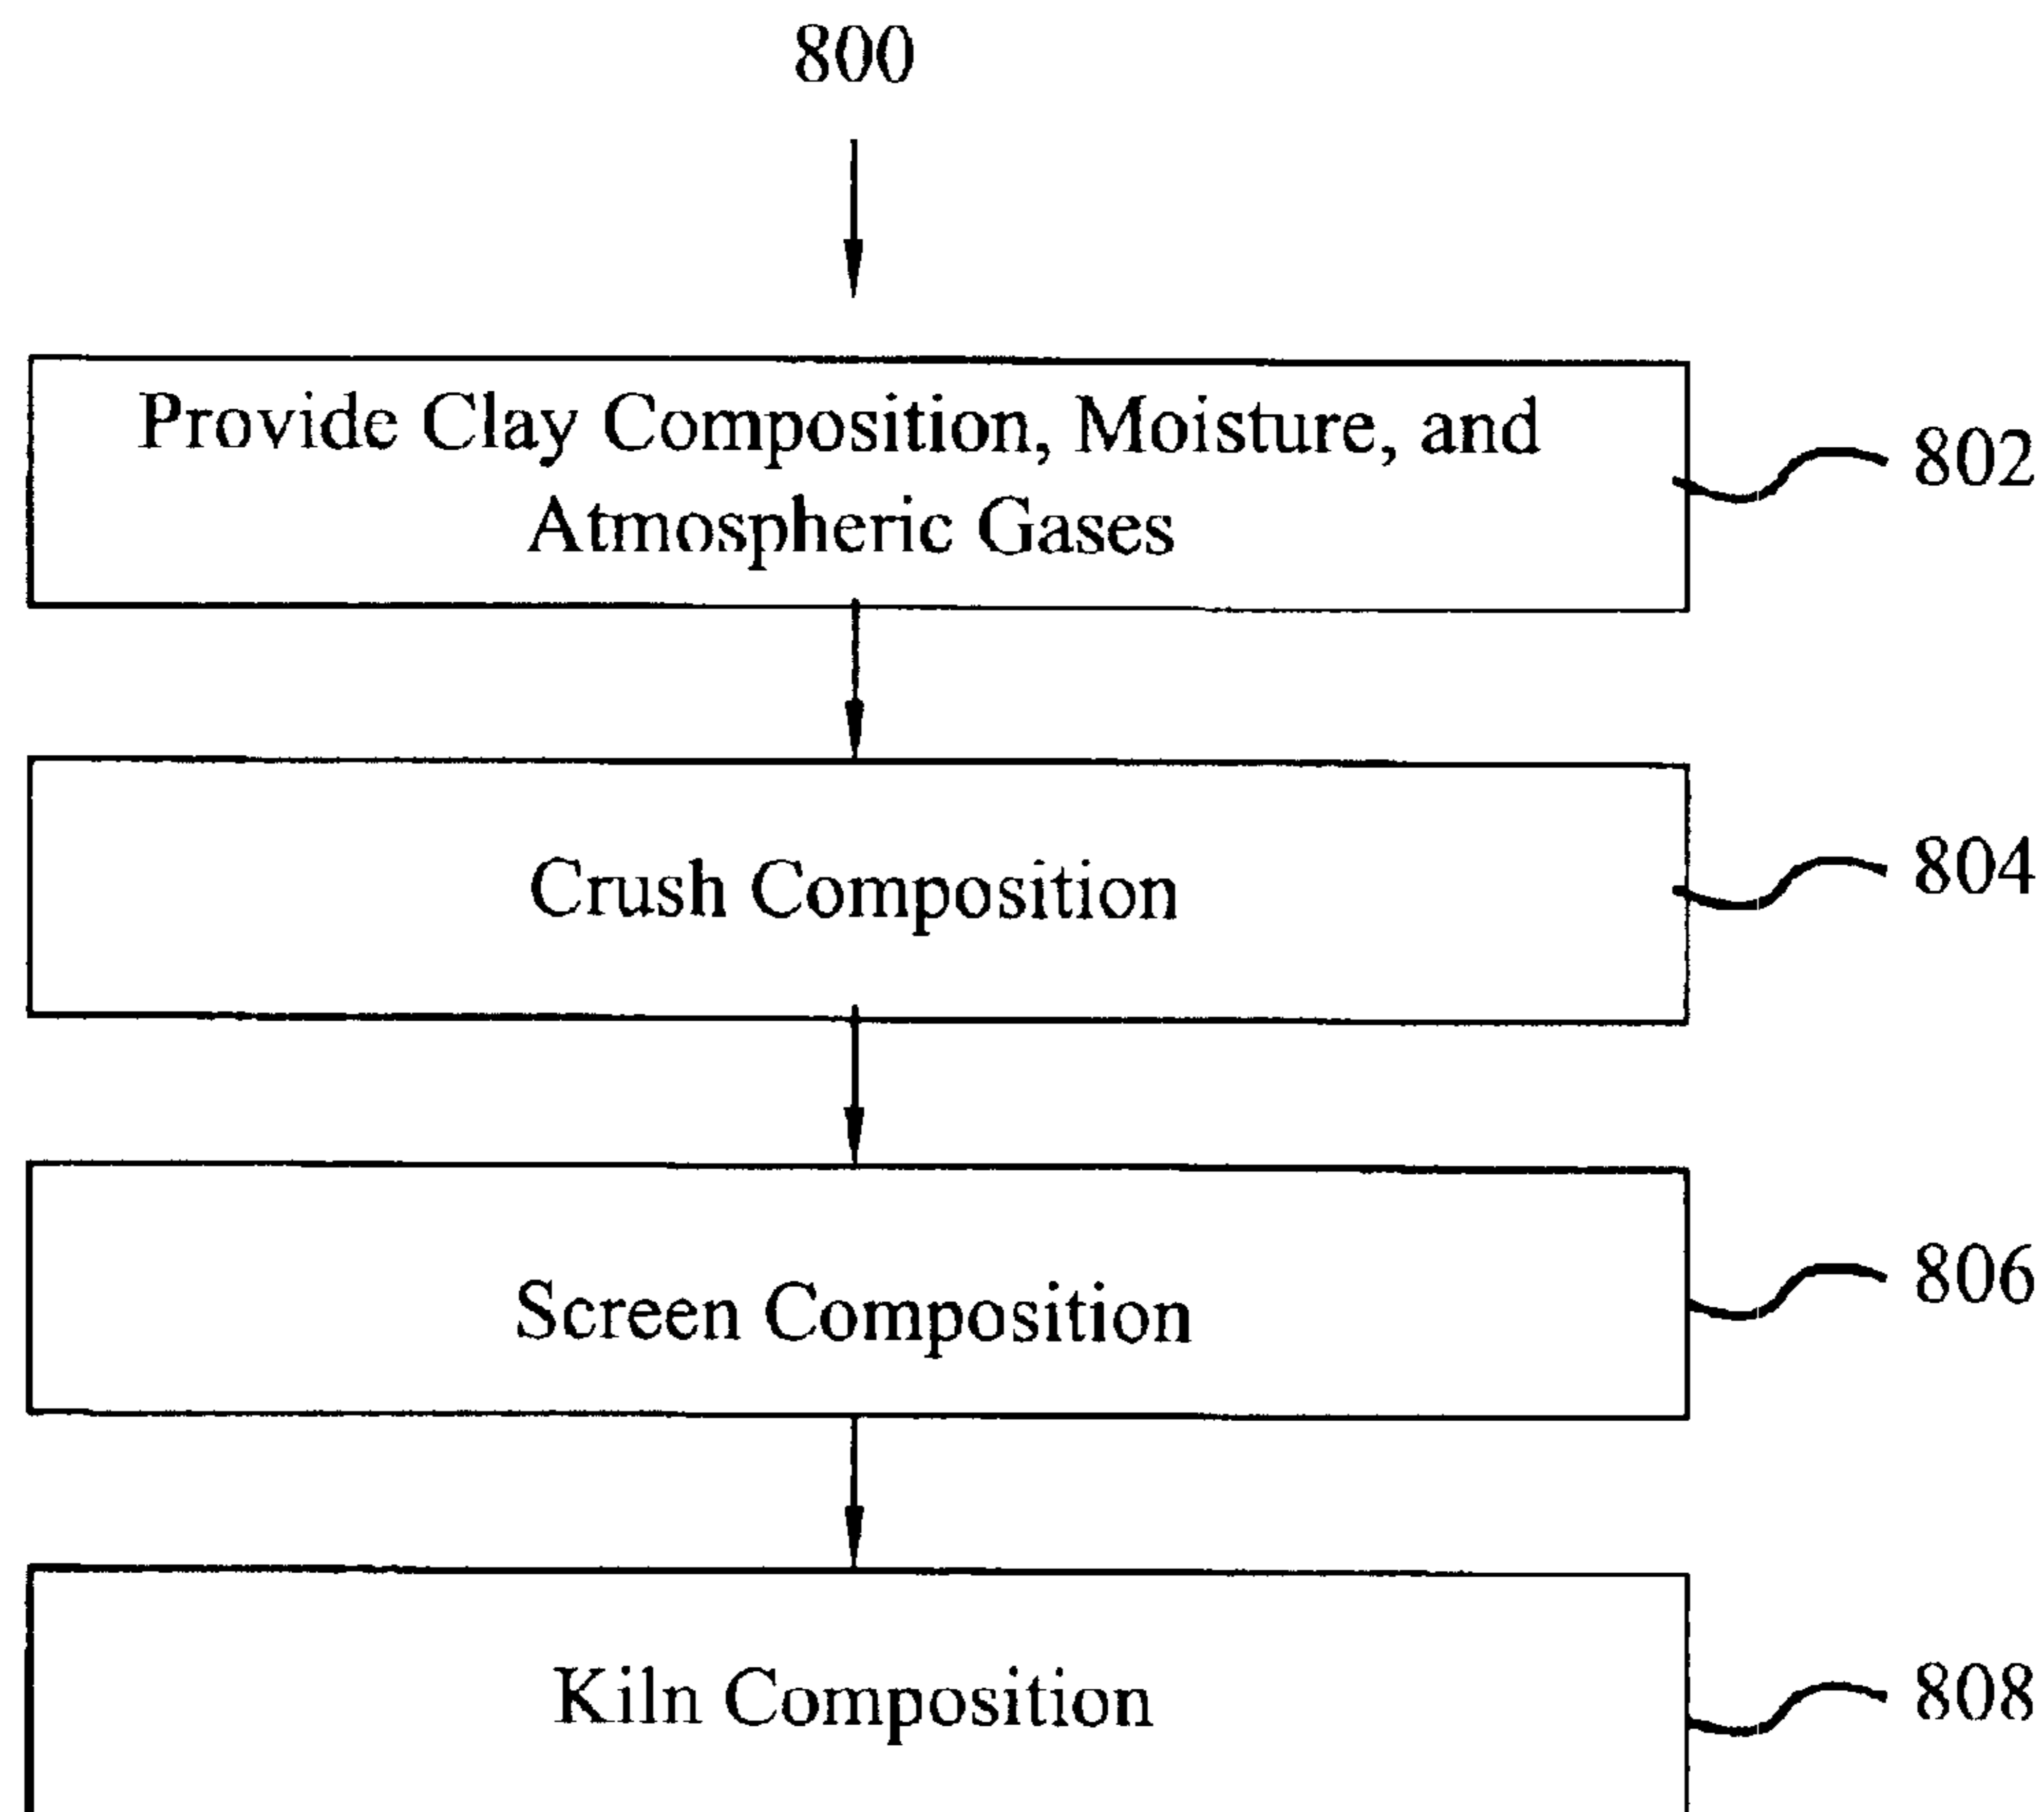 800
Provide Clay Composition, Moisture, and
Atmospheric Gases
802
Crush Composition
804
Screen Composition
806
Kiln Composition
808